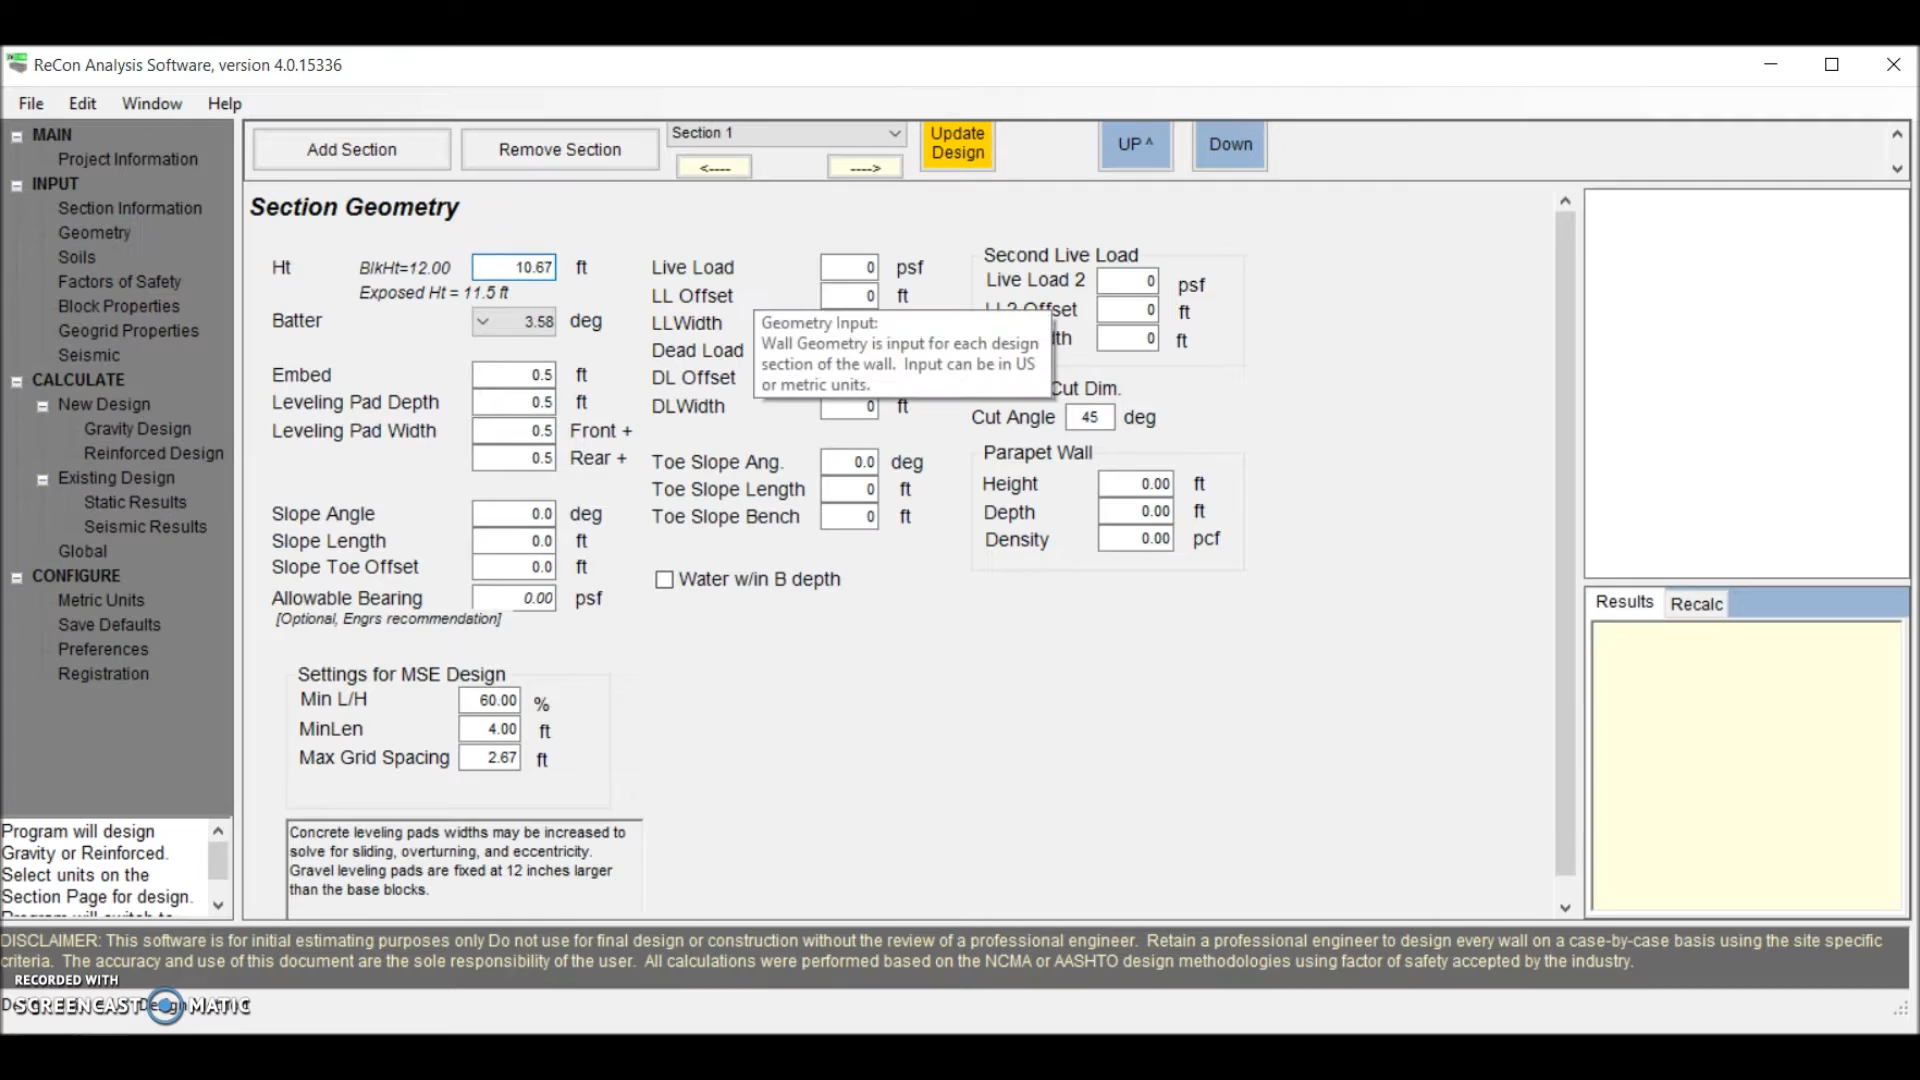 ReCon Analysis Software, version 4.0.15336
File Edit Window Help
MAIN
Project Information
INPUT
Section Information
Geometry
Soils
Factors of Safety
Block Properties
Geogrid Properties
Seismic
CALCULATE
New Design
Gravity Design
Reinforced Design
Existing Design
Static Results
Seismic Results
Global
CONFIGURE
Metric Units
Save Defaults
Preferences
Registration
Program will design
Gravity or Reinforced.
Select units on the
Section Page for design.
Program will switch to
Add Section Remove Section Section 1 <---- ----> Update Design UP ^ Down
Section Geometry
Ht BlkHt=12.00 10.67 ft
Exposed Ht = 11.5 ft
Batter 3.58 deg
Embed 0.5 ft
Leveling Pad Depth 0.5 ft
Leveling Pad Width 0.5 Front +
0.5 Rear +
Slope Angle 0.0 deg
Slope Length 0.0 ft
Slope Toe Offset 0.0 ft
Allowable Bearing 0.00 psf
[Optional, Engrs recommendation]
Settings for MSE Design
Min L/H 60.00 %
MinLen 4.00 ft
Max Grid Spacing 2.67 ft
Concrete leveling pads widths may be increased to
solve for sliding, overturning, and eccentricity.
Gravel leveling pads are fixed at 12 inches larger
than the base blocks.
Live Load 0 psf
LL Offset 0 ft
LLWidth
Dead Load
DL Offset
DLWidth 0 ft
Geometry Input:
Wall Geometry is input for each design
section of the wall. Input can be in US
or metric units.
Toe Slope Ang. 0.0 deg
Toe Slope Length 0 ft
Toe Slope Bench 0 ft
Water w/in B depth
Second Live Load
Live Load 2 0 psf
Offset 0 ft
0 ft
Cut Dim.
Cut Angle 45 deg
Parapet Wall
Height 0.00 ft
Depth 0.00 ft
Density 0.00 pcf
Results Recalc
DISCLAIMER: This software is for initial estimating purposes only Do not use for final design or construction without the review of a professional engineer. Retain a professional engineer to design every wall on a case-by-case basis using the site specific
criteria. The accuracy and use of this document are the sole responsibility of the user. All calculations were performed based on the NCMA or AASHTO design methodologies using factor of safety accepted by the industry.
RECORDED WITH
SCREENCAST MATIC